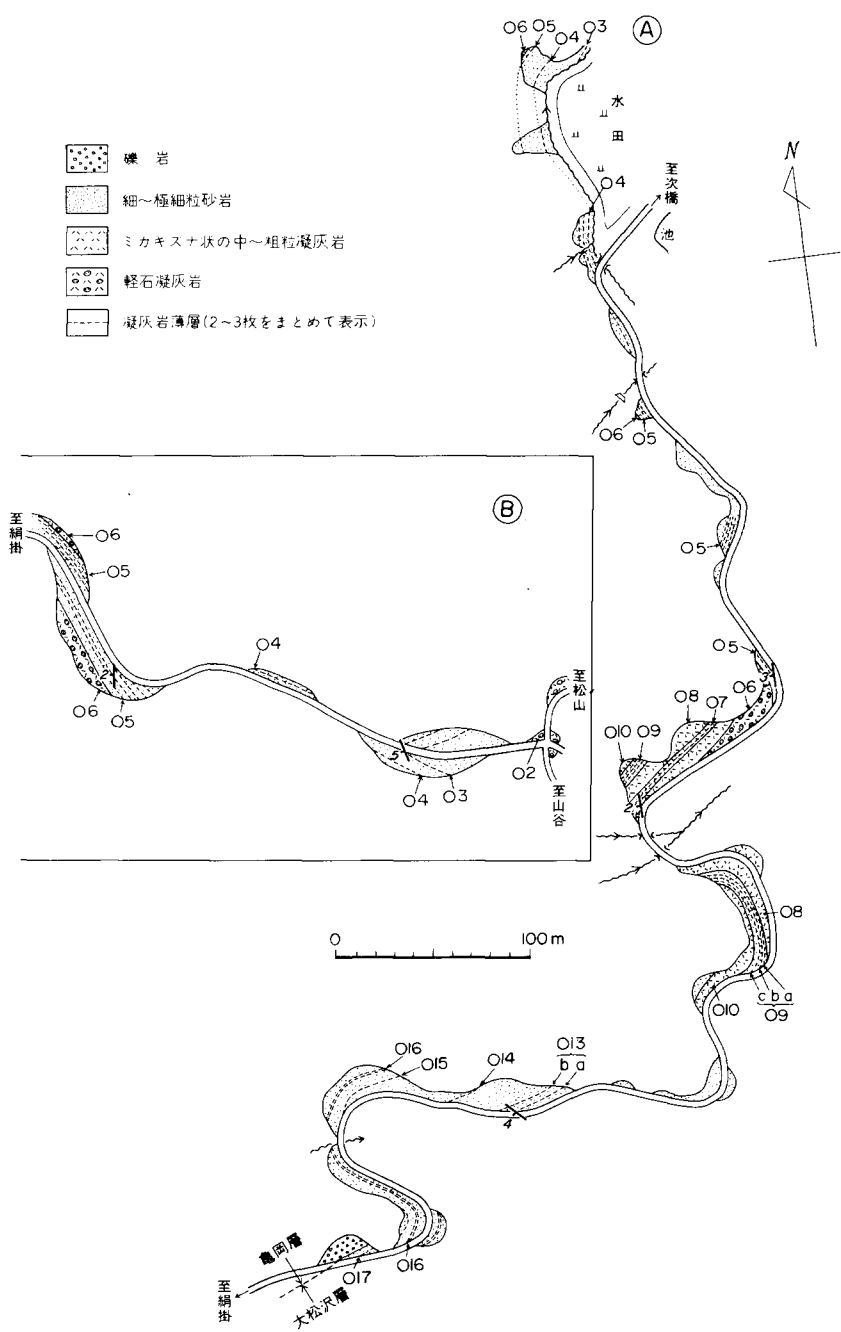 O6 O5 O4 O3 Ⓐ
水田
O4
至次橋
池
N
礫 岩
細〜極細粒砂岩
ミカキスナ状の中〜粗粒凝灰岩
軽石凝灰岩
凝灰岩薄層(2〜3枚をまとめて表示)
O6 O5
O5
O5
3
O6
O7
O8
O10 O9
2
Ⓑ
至絹掛
O6
O5
2
O6 O5
O4
5
O4 O3
O2
至松山
至山谷
O8
c b a
O9
O10
0 100m
O16
O15
O14
O13
b a
4
O16
O17
亀岡層
大松沢層
至絹掛